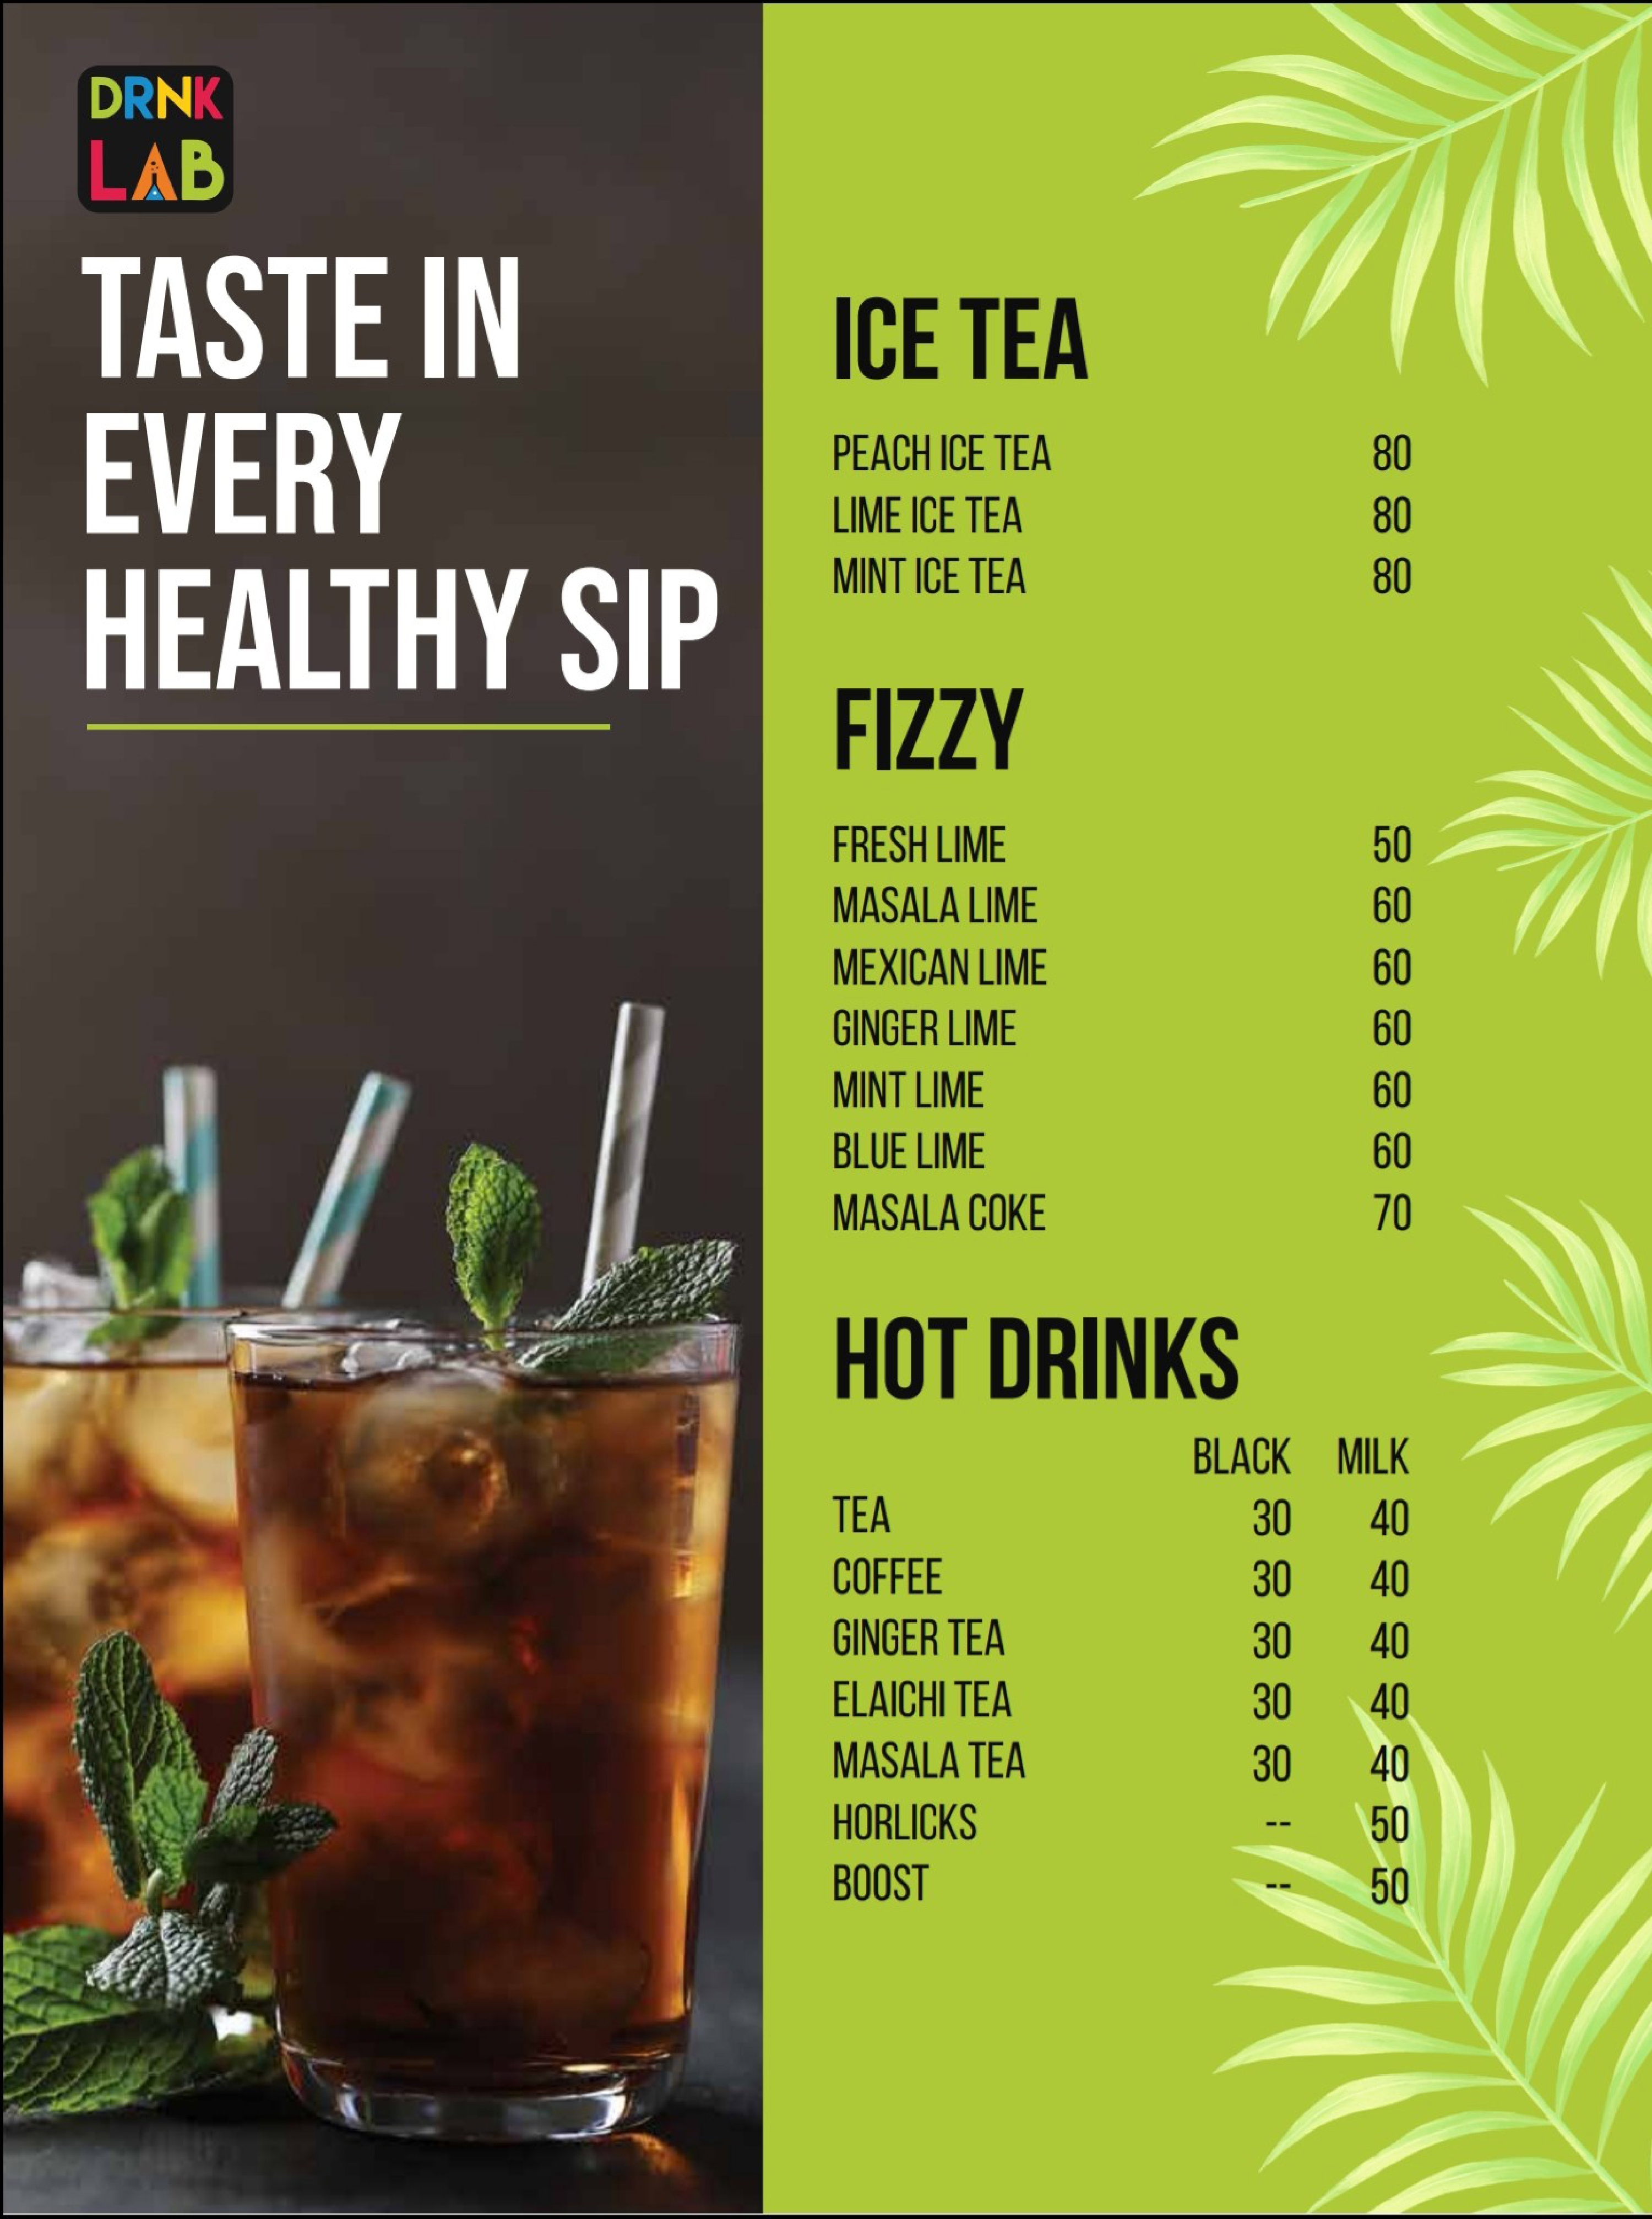 DRNK
LAB
TASTE IN
EVERY
HEALTHY SIP
ICE TEA
PEACH ICE TEA 80
LIME ICE TEA 80
MINT ICE TEA 80
FIZZY
FRESH LIME 50
MASALA LIME 60
MEXICAN LIME 60
GINGER LIME 60
MINT LIME 60
BLUE LIME 60
MASALA COKE 70
HOT DRINKS
BLACK MILK
TEA 30 40
COFFEE 30 40
GINGER TEA 30 40
ELAICHI TEA 30 40
MASALA TEA 30 40
HORLICKS -- 50
BOOST -- 50